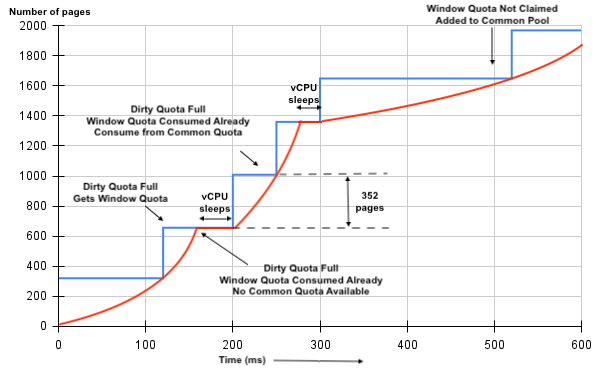 Number of pages
Window Quota Not Claimed
Added to Common Pool
2000
1800
1600
1400
1200
1000
800
600
400
200
0
vCPU
sleeps
Dirty Quota Full
Window Quota Consumed Already
Consume from Common Quota
Dirty Quota Full
Gets Window Quota
vCPU
sleeps
352
pages
Dirty Quota Full
Window Quota Consumed Already
No Common Quota Available
0
100
200
300
400
500
600
Time (ms)